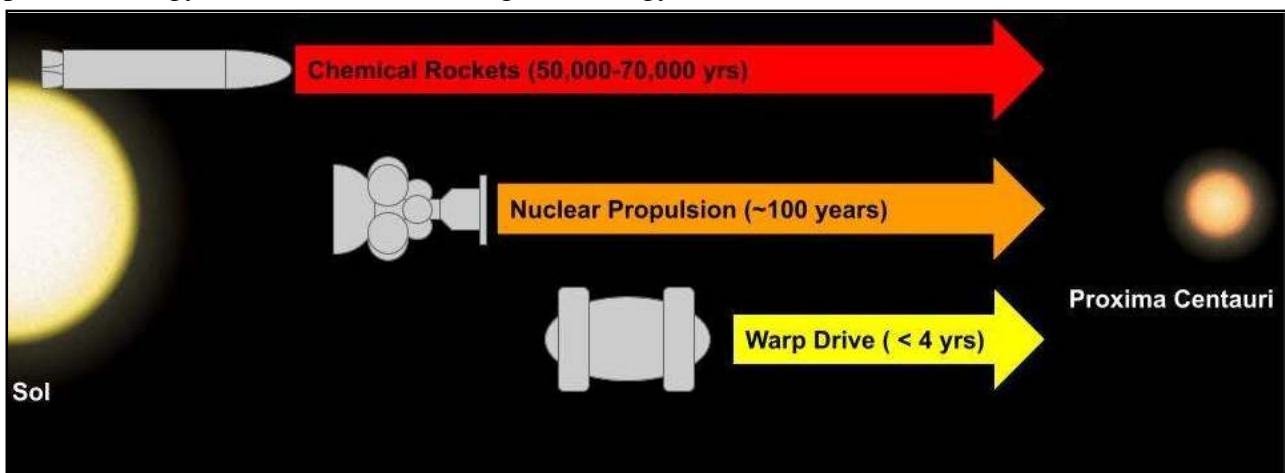 Chemical Rockets (50,000-70,000 yrs)
Nuclear Propulsion (~100 years)
Proxima Centauri
Warp Drive ( < 4 yrs)
Sol